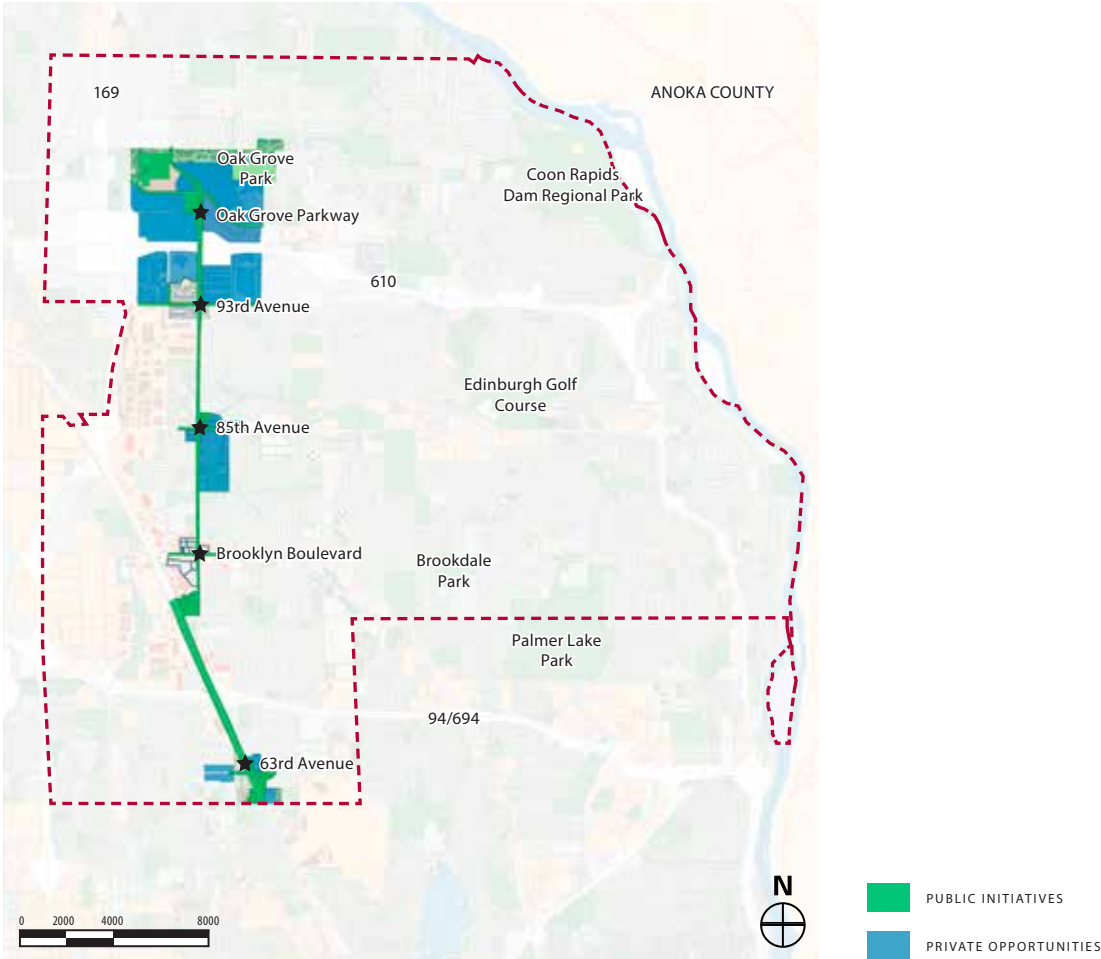 169
ANOKA COUNTY
Oak Grove
Park
Coon Rapids
Dam Regional Park
Oak Grove Parkway
610
93rd Avenue
Edinburgh Golf
Course
85th Avenue
Brooklyn Boulevard
Brookdale
Park
Palmer Lake
Park
94/694
63rd Avenue
N
0 2000 4000 8000
PUBLIC INITIATIVES
PRIVATE OPPORTUNITIES